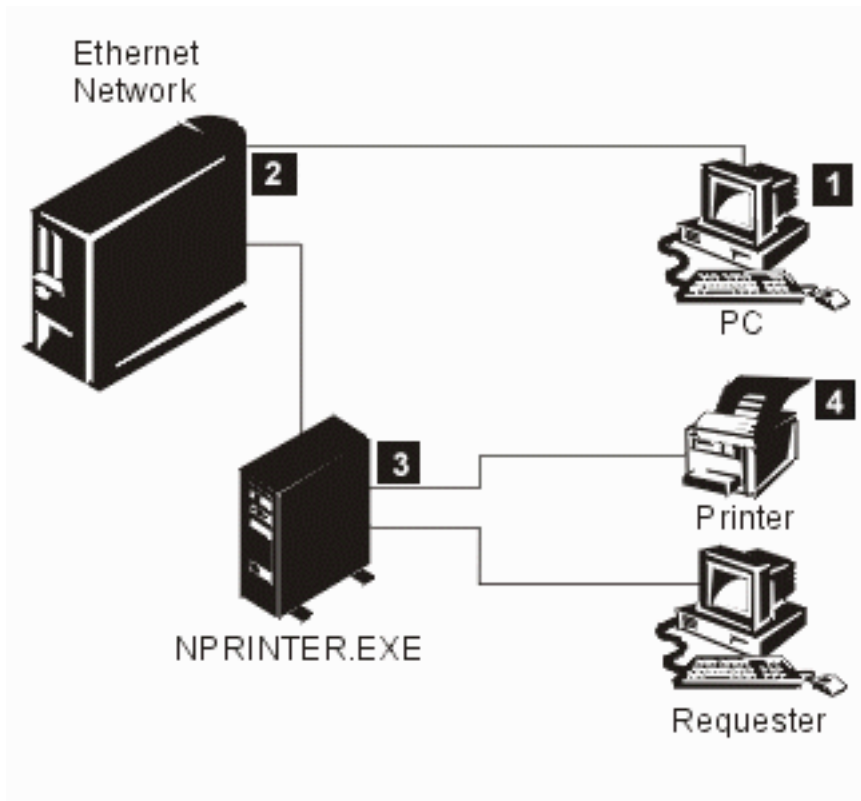 Ethernet
Network
2
1
PC
4
3
Printer
NPRINTER.EXE
Requester